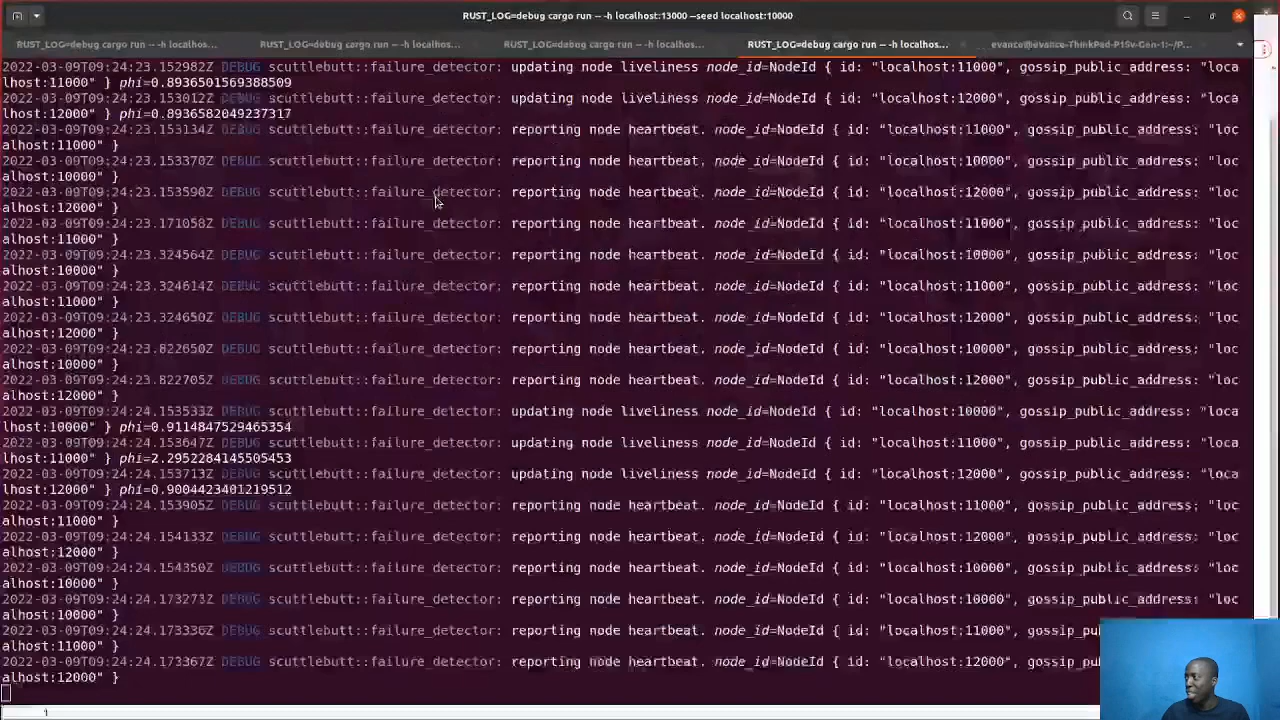 RUST_LOG=debug cargo run -- -h localhost:13000 --seed localhost:10000
RUST_LOG=debug cargo run -- -h localhos... RUST_LOG=debug cargo run -- -h localhos... RUST_LOG=debug cargo run -- -h localhos... RUST_LOG=debug cargo run -- -h localhos... evance@evance-ThinkPad-P15v-Gen-1:~/P...
2022-03-09T09:24:23.152982Z DEBUG scuttlebutt::failure_detector: updating node liveliness node_id=NodeId { id: "localhost:11000", gossip_public_address: "loca
lhost:11000" } phi=0.8936501569388509
2022-03-09T09:24:23.153012Z DEBUG scuttlebutt::failure_detector: updating node liveliness node_id=NodeId { id: "localhost:12000", gossip_public_address: "loca
lhost:12000" } phi=0.8936582049237317
2022-03-09T09:24:23.153134Z DEBUG scuttlebutt::failure_detector: reporting node heartbeat. node_id=NodeId { id: "localhost:11000", gossip_public_address: "loc
alhost:11000" }
2022-03-09T09:24:23.153370Z DEBUG scuttlebutt::failure_detector: reporting node heartbeat. node_id=NodeId { id: "localhost:10000", gossip_public_address: "loc
alhost:10000" }
2022-03-09T09:24:23.153590Z DEBUG scuttlebutt::failure_detector: reporting node heartbeat. node_id=NodeId { id: "localhost:12000", gossip_public_address: "loc
alhost:12000" }
2022-03-09T09:24:23.171058Z DEBUG scuttlebutt::failure_detector: reporting node heartbeat. node_id=NodeId { id: "localhost:11000", gossip_public_address: "loc
alhost:11000" }
2022-03-09T09:24:23.324564Z DEBUG scuttlebutt::failure_detector: reporting node heartbeat. node_id=NodeId { id: "localhost:10000", gossip_public_address: "loc
alhost:10000" }
2022-03-09T09:24:23.324614Z DEBUG scuttlebutt::failure_detector: reporting node heartbeat. node_id=NodeId { id: "localhost:11000", gossip_public_address: "loc
alhost:11000" }
2022-03-09T09:24:23.324650Z DEBUG scuttlebutt::failure_detector: reporting node heartbeat. node_id=NodeId { id: "localhost:12000", gossip_public_address: "loc
alhost:12000" }
2022-03-09T09:24:23.822650Z DEBUG scuttlebutt::failure_detector: reporting node heartbeat. node_id=NodeId { id: "localhost:10000", gossip_public_address: "loc
alhost:10000" }
2022-03-09T09:24:23.822705Z DEBUG scuttlebutt::failure_detector: reporting node heartbeat. node_id=NodeId { id: "localhost:12000", gossip_public_address: "loc
alhost:12000" }
2022-03-09T09:24:24.153533Z DEBUG scuttlebutt::failure_detector: updating node liveliness node_id=NodeId { id: "localhost:10000", gossip_public_address: "loca
lhost:10000" } phi=0.9114847529465354
2022-03-09T09:24:24.153647Z DEBUG scuttlebutt::failure_detector: updating node liveliness node_id=NodeId { id: "localhost:11000", gossip_public_address: "loca
lhost:11000" } phi=2.2952284145505453
2022-03-09T09:24:24.153713Z DEBUG scuttlebutt::failure_detector: updating node liveliness node_id=NodeId { id: "localhost:12000", gossip_public_address: "loca
lhost:12000" } phi=0.9004423401219512
2022-03-09T09:24:24.153905Z DEBUG scuttlebutt::failure_detector: reporting node heartbeat. node_id=NodeId { id: "localhost:11000", gossip_public_address: "loc
alhost:11000" }
2022-03-09T09:24:24.154133Z DEBUG scuttlebutt::failure_detector: reporting node heartbeat. node_id=NodeId { id: "localhost:12000", gossip_public_address: "loc
alhost:12000" }
2022-03-09T09:24:24.154350Z DEBUG scuttlebutt::failure_detector: reporting node heartbeat. node_id=NodeId { id: "localhost:10000", gossip_public_address: "loc
alhost:10000" }
2022-03-09T09:24:24.173273Z DEBUG scuttlebutt::failure_detector: reporting node heartbeat. node_id=NodeId { id: "localhost:10000", gossip_public_address: "loc
alhost:10000" }
2022-03-09T09:24:24.173336Z DEBUG scuttlebutt::failure_detector: reporting node heartbeat. node_id=NodeId { id: "localhost:11000", gossip_pub
alhost:11000" }
2022-03-09T09:24:24.173367Z DEBUG scuttlebutt::failure_detector: reporting node heartbeat. node_id=NodeId { id: "localhost:12000", gossip_pub
alhost:12000" }